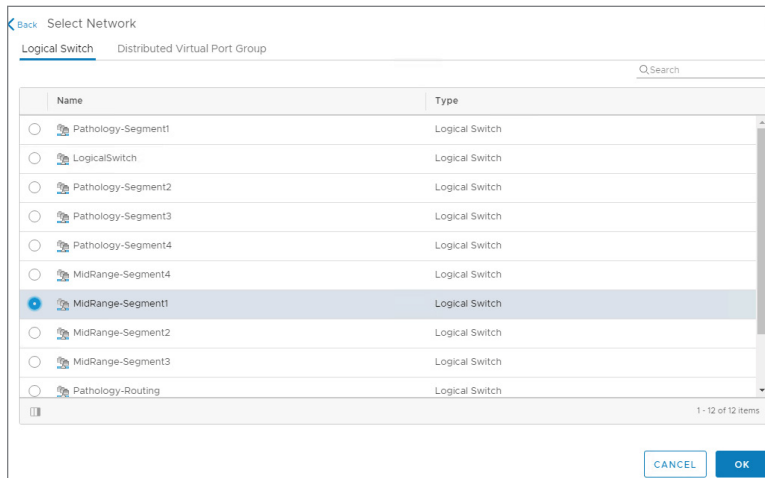 Back Select Network
Logical Switch Distributed Virtual Port Group
Search
Name Type
Pathology-Segment1 Logical Switch
LogicalSwitch Logical Switch
Pathology-Segment2 Logical Switch
Pathology-Segment3 Logical Switch
Pathology-Segment4 Logical Switch
MidRange-Segment4 Logical Switch
MidRange-Segment1 Logical Switch
MidRange-Segment2 Logical Switch
MidRange-Segment3 Logical Switch
Pathology-Routing Logical Switch
1 - 12 of 12 items
CANCEL OK